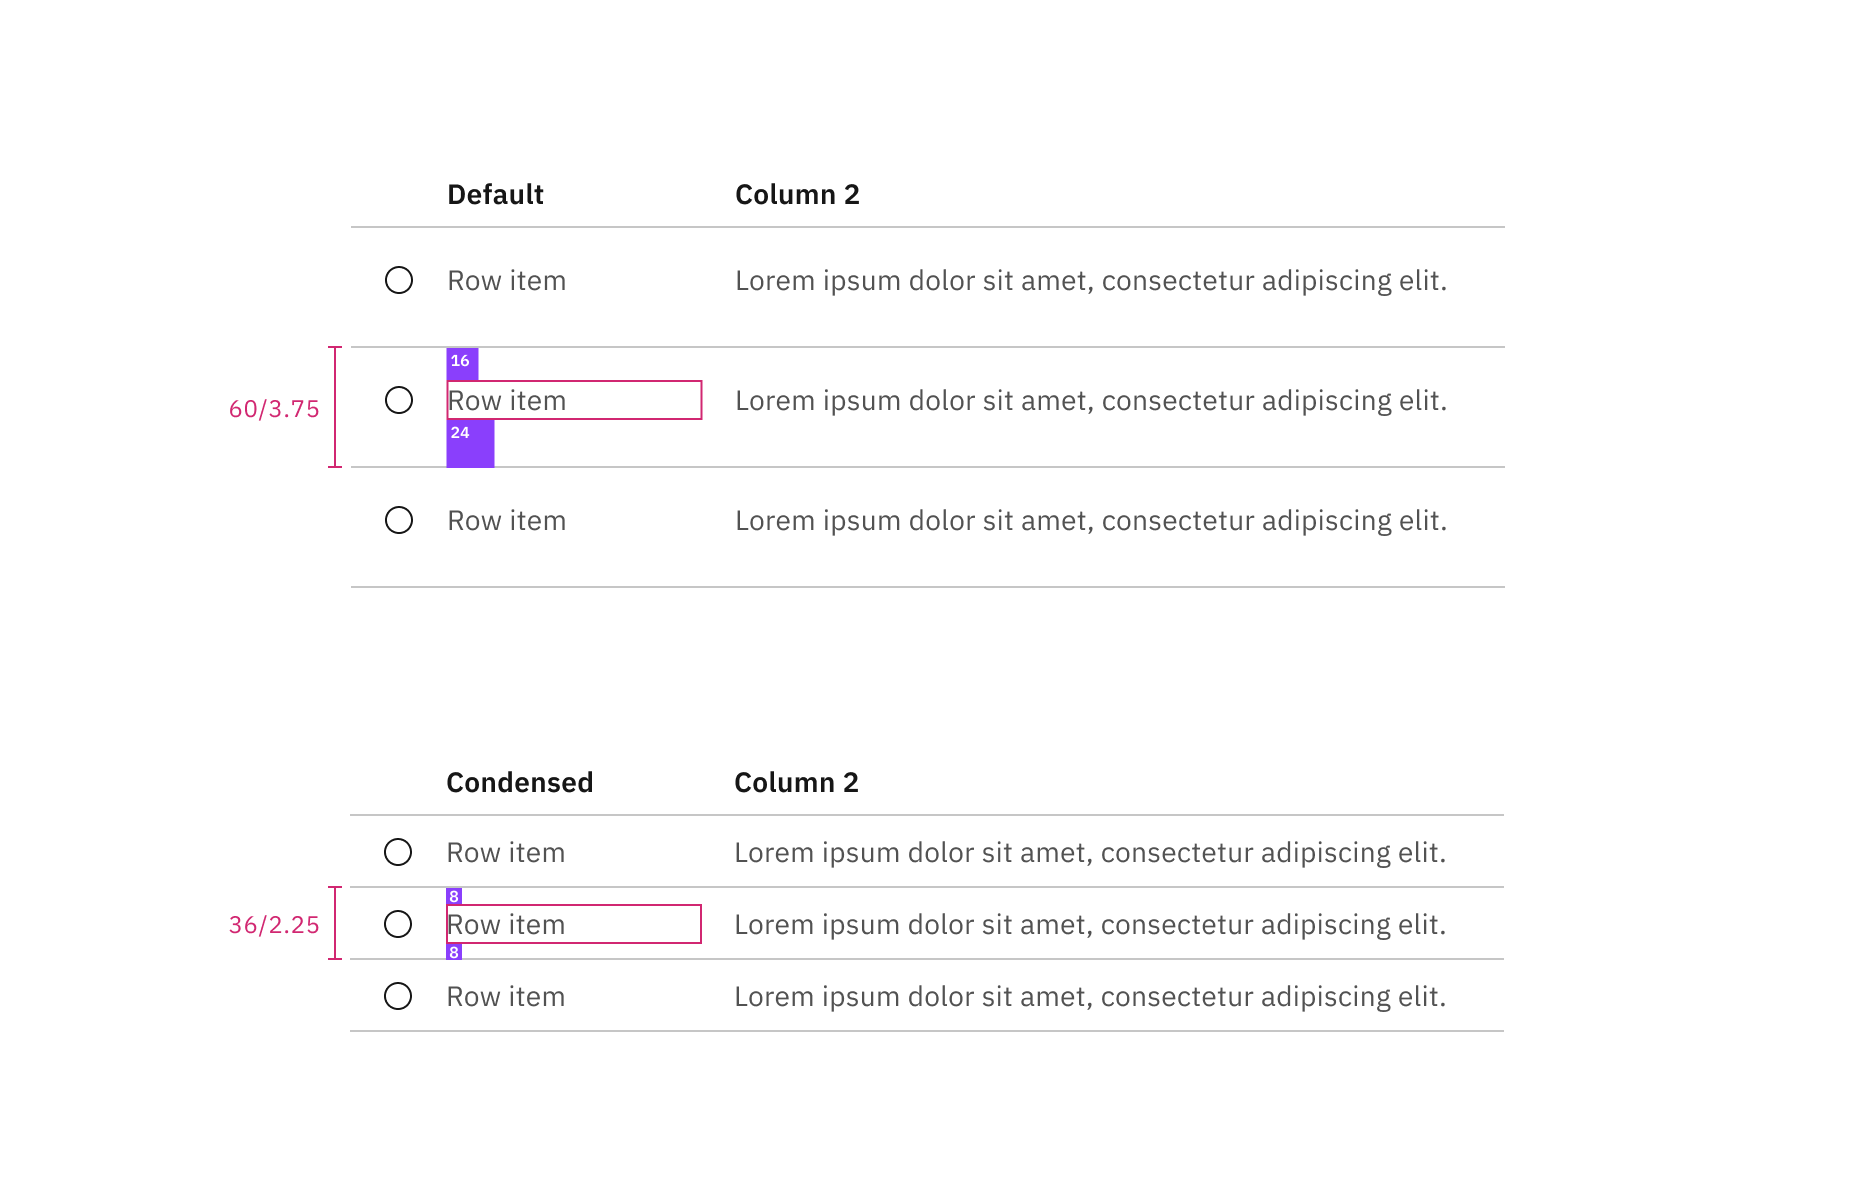 Default Column 2
Row item Lorem ipsum dolor sit amet, consectetur adipiscing elit.
16
60/3.75 Row item Lorem ipsum dolor sit amet, consectetur adipiscing elit.
24
Row item Lorem ipsum dolor sit amet, consectetur adipiscing elit.
Condensed Column 2
Row item Lorem ipsum dolor sit amet, consectetur adipiscing elit.
8
36/2.25 Row item Lorem ipsum dolor sit amet, consectetur adipiscing elit.
8
Row item Lorem ipsum dolor sit amet, consectetur adipiscing elit.